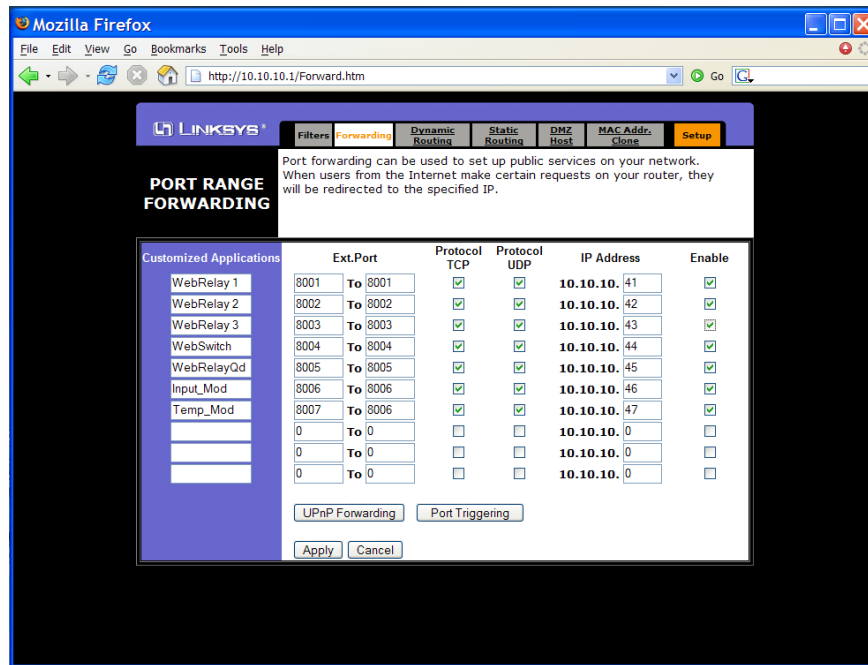 Mozilla Firefox
File Edit View Go Bookmarks Tools Help
http://10.10.10.1/Forward.htm Go G
LINKSYS® Filters Forwarding Dynamic Routing Static Routing DMZ Host MAC Addr. Clone Setup
PORT RANGE FORWARDING
Port forwarding can be used to set up public services on your network.
When users from the Internet make certain requests on your router, they
will be redirected to the specified IP.
Customized Applications Ext.Port Protocol TCP Protocol UDP IP Address Enable
WebRelay 1 8001 To 8001 10.10.10. 41
WebRelay 2 8002 To 8002 10.10.10. 42
WebRelay 3 8003 To 8003 10.10.10. 43
WebSwitch 8004 To 8004 10.10.10. 44
WebRelayQd 8005 To 8005 10.10.10. 45
Input_Mod 8006 To 8006 10.10.10. 46
Temp_Mod 8007 To 8006 10.10.10. 47
0 To 0 10.10.10. 0
0 To 0 10.10.10. 0
0 To 0 10.10.10. 0
UPnP Forwarding Port Triggering
Apply Cancel